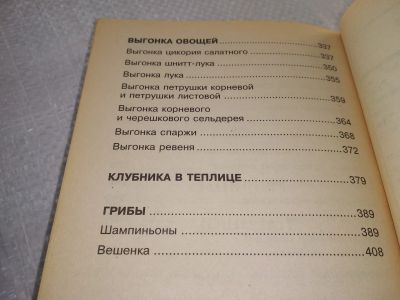 ВЫГОНКА ОВОЩЕЙ 337
Выгонка цикория салатного 337
Выгонка шнитт-лука 350
Выгонка лука 355
Выгонка петрушки корневой
и петрушки листовой 359
Выгонка корневого
и черешкового сельдерея 364
Выгонка спаржи 368
Выгонка ревеня 372
КЛУБНИКА В ТЕПЛИЦЕ 379
ГРИБЫ 389
Шампиньоны 389
Вешенка 408